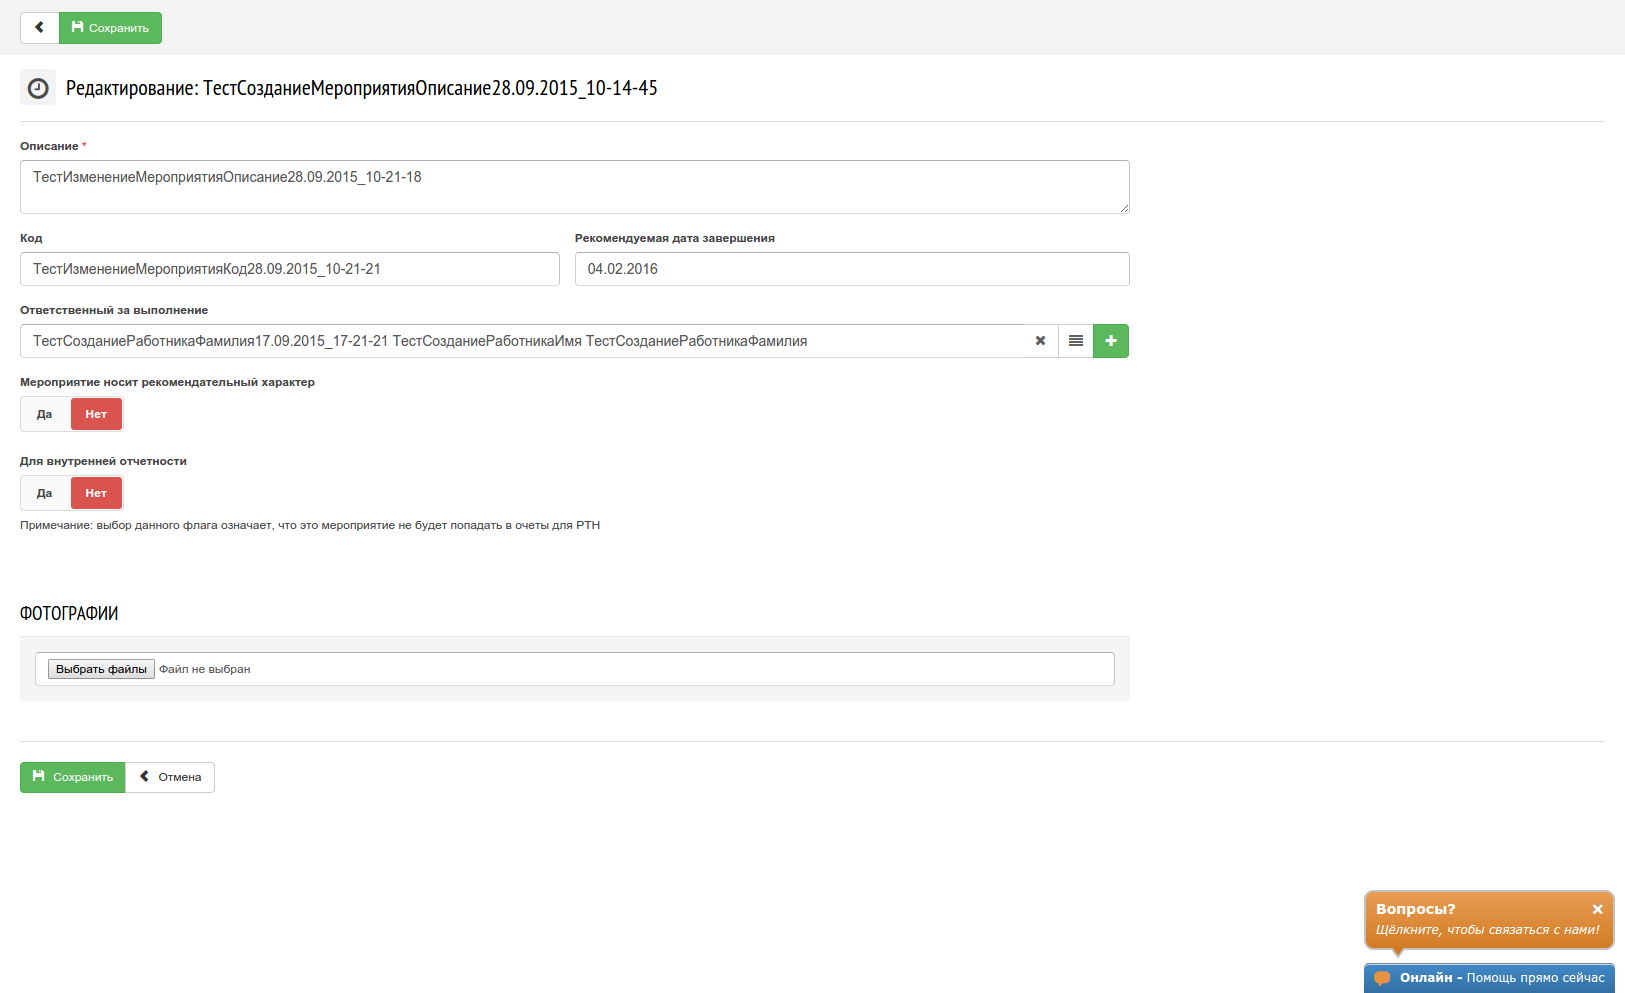 Сохранить
Редактирование: ТестСозданиеМероприятияОписание28.09.2015_10-14-45
Описание *
ТестИзменениеМероприятияОписание28.09.2015_10-21-18
Код
Рекомендуемая дата завершения
ТестИзменениеМероприятияКод28.09.2015_10-21-21
04.02.2016
Ответственный за выполнение
ТестСозданиеРаботникаФамилия17.09.2015_17-21-21 ТестСозданиеРаботникаИмя ТестСозданиеРаботникаФамилия
Мероприятие носит рекомендательный характер
Да Нет
Для внутренней отчетности
Да Нет
Примечание: выбор данного флага означает, что это мероприятие не будет попадать в очеты для РТН
ФОТОГРАФИИ
Выбрать файлы Файл не выбран
Сохранить Отмена
Вопросы?
Щёлкните, чтобы связаться с нами!
Онлайн - Помощь прямо сейчас